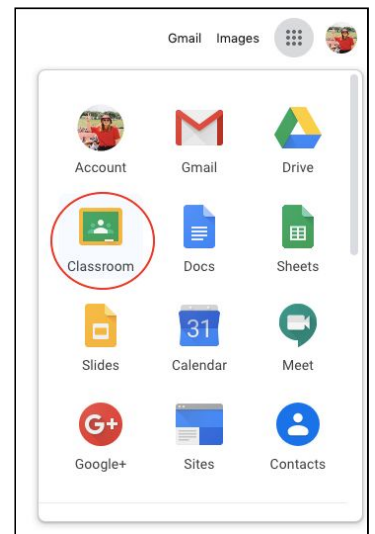 Gmail Images
Account Gmail Drive
Classroom Docs Sheets
31
Slides Calendar Meet
G+
Google+ Sites Contacts